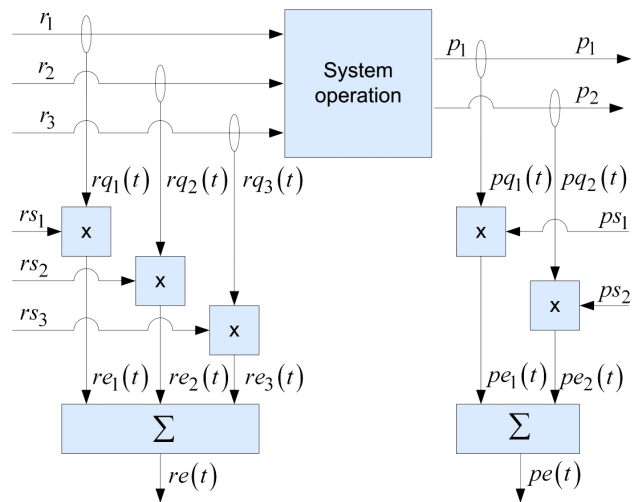 r₁
r₂
r₃
System
operation
p₁ p₁
p₂
rq₁(t) rq₂(t) rq₃(t)
pq₁(t) pq₂(t)
rs₁ x
x ps₁
rs₂ x
x ps₂
rs₃ x
re₁(t) re₂(t) re₃(t)
pe₁(t) pe₂(t)
Σ
Σ
re(t)
pe(t)